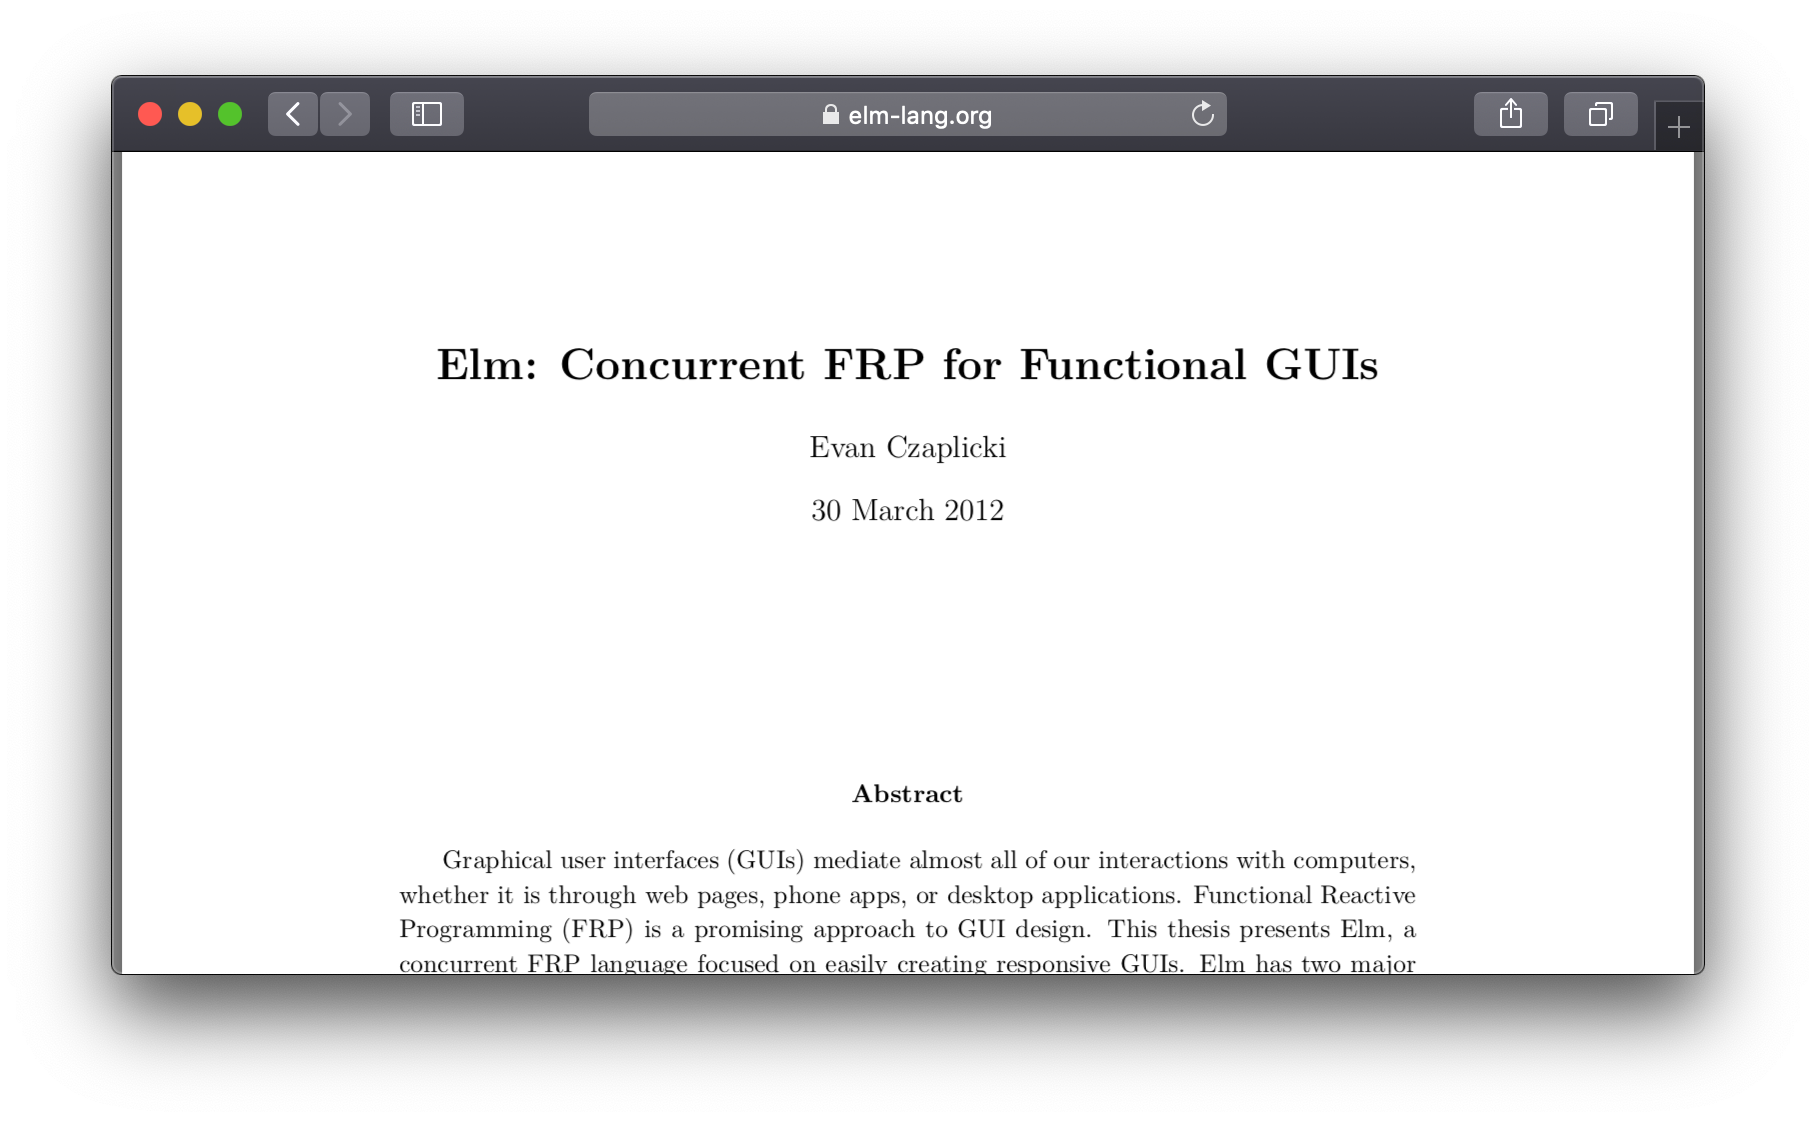 elm-lang.org
Elm: Concurrent FRP for Functional GUIs
Evan Czaplicki
30 March 2012
Abstract
Graphical user interfaces (GUIs) mediate almost all of our interactions with computers,
whether it is through web pages, phone apps, or desktop applications. Functional Reactive
Programming (FRP) is a promising approach to GUI design. This thesis presents Elm, a
concurrent FRP language focused on easily creating responsive GUIs. Elm has two major